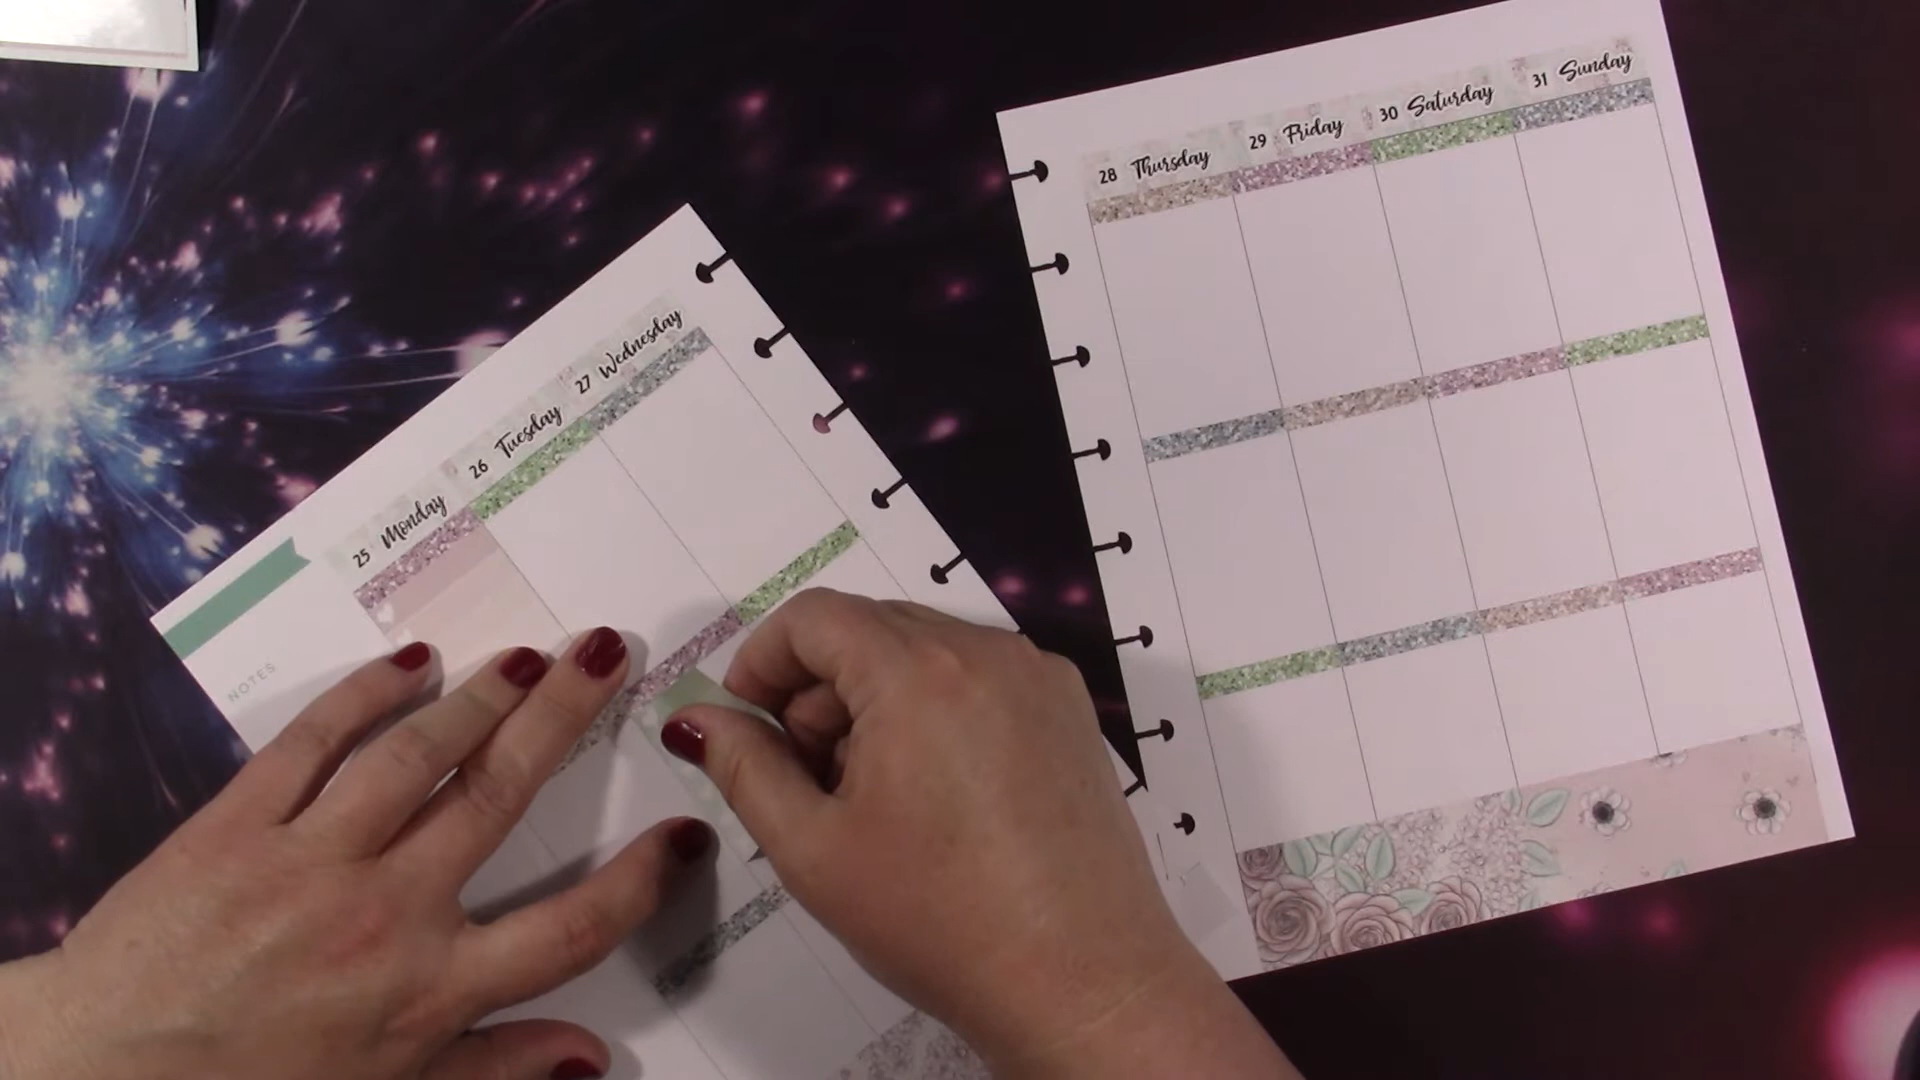 25 Monday
26 Tuesday
27 Wednesday
NOTES
28 Thursday
29 Friday
30 Saturday
31 Sunday